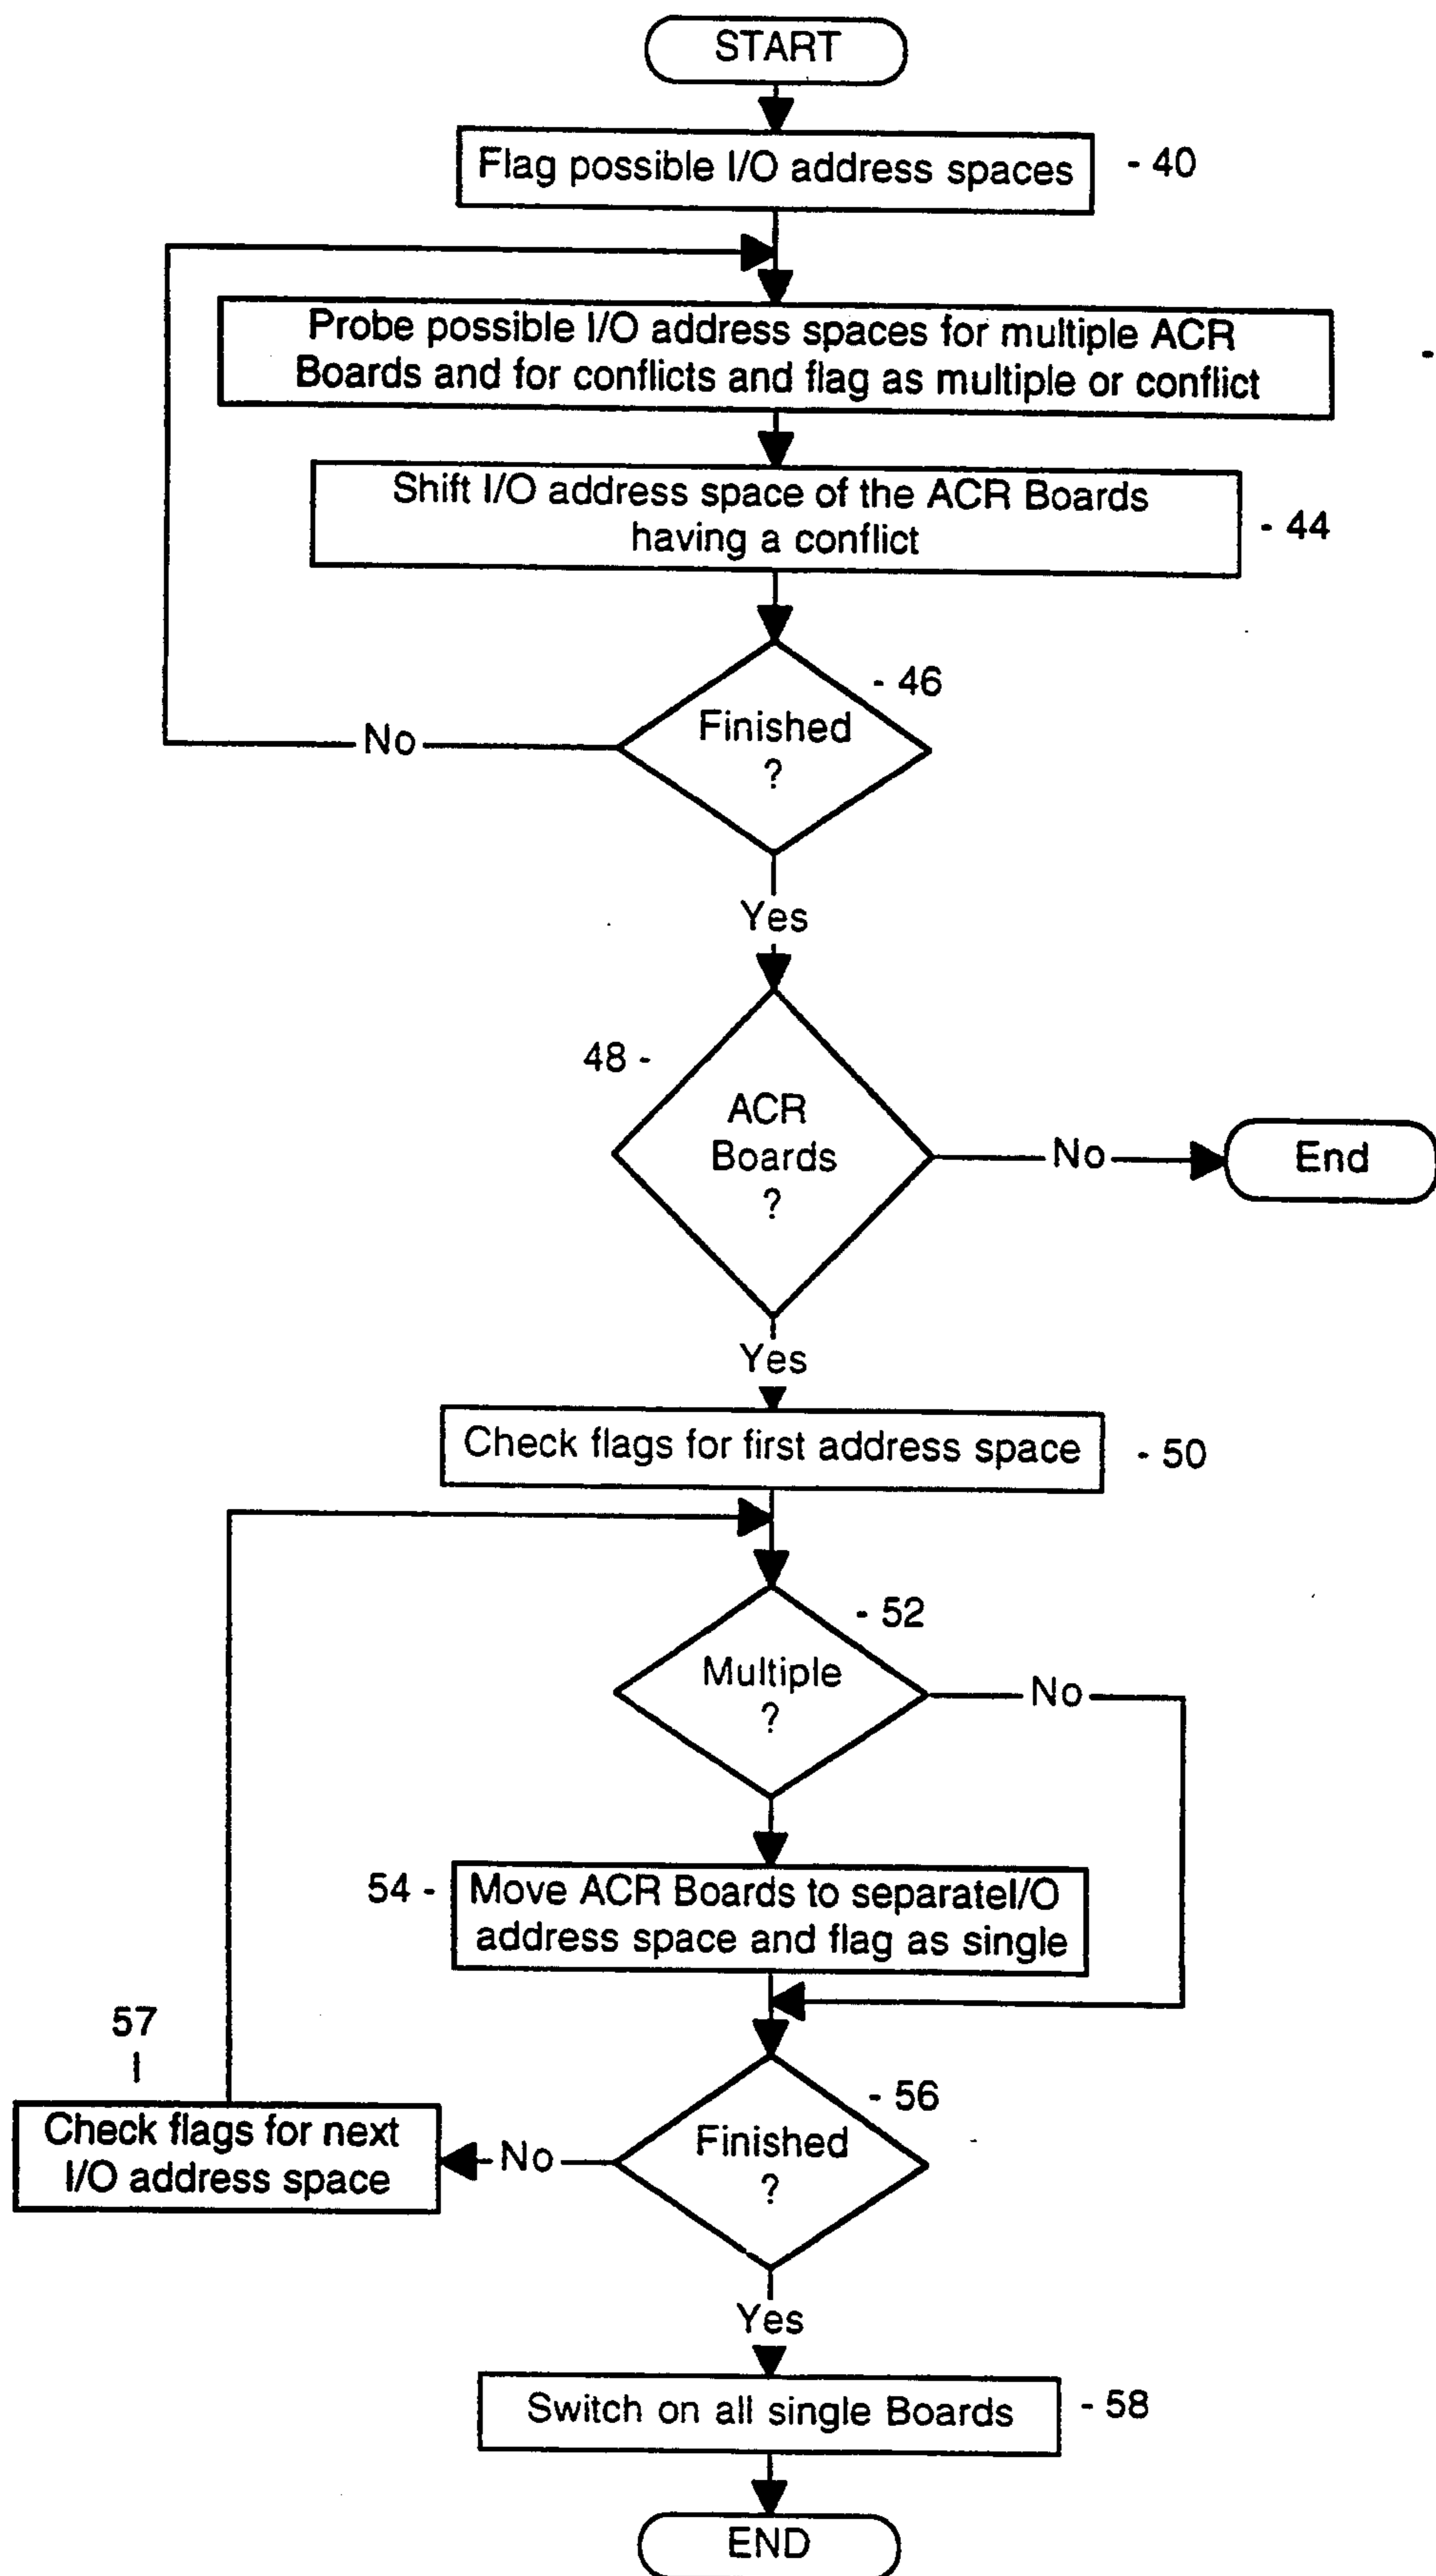 START
Flag possible I/O address spaces
- 40
Probe possible I/O address spaces for multiple ACR
Boards and for conflicts and flag as multiple or conflict
-
Shift I/O address space of the ACR Boards
having a conflict
- 44
- 46
Finished
?
No
Yes
48 -
ACR
Boards
?
No
End
Yes
Check flags for first address space
- 50
- 52
Multiple
?
No
54 -
Move ACR Boards to separateI/O
address space and flag as single
57
- 56
Finished
?
No
Check flags for next
I/O address space
Yes
Switch on all single Boards
- 58
END